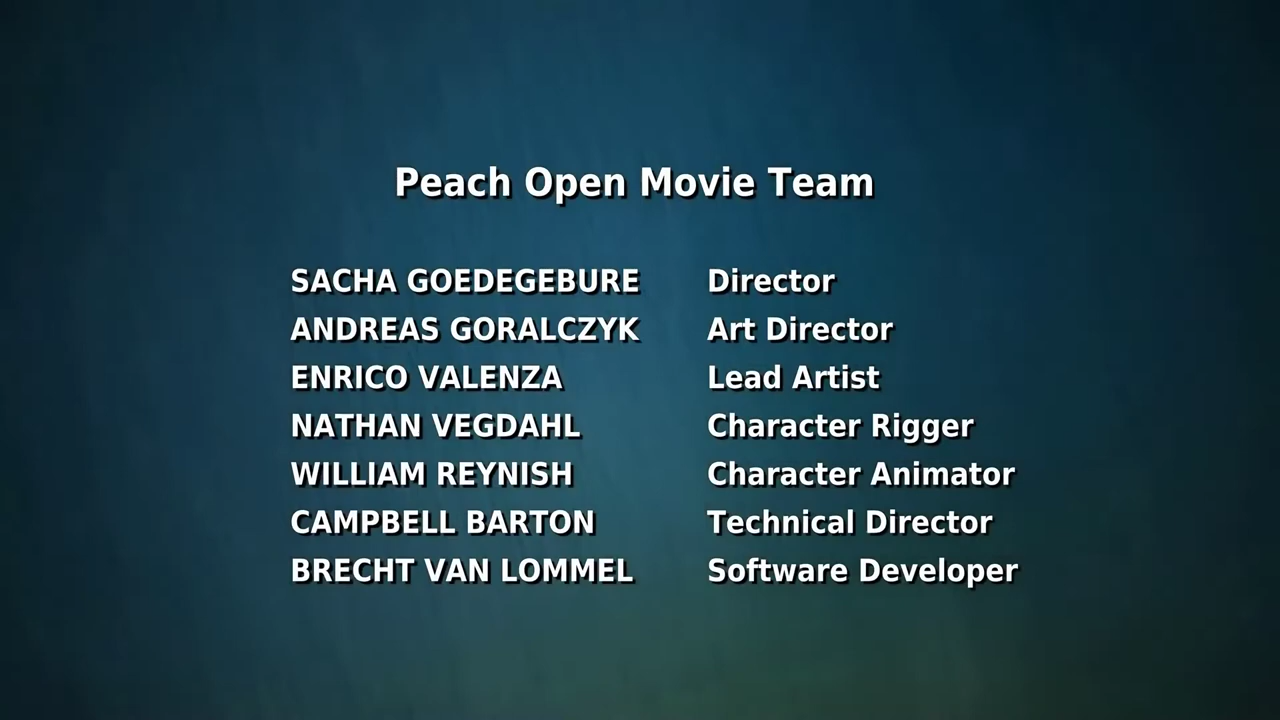 Peach Open Movie Team
SACHA GOEDEGEBURE Director
ANDREAS GORALCZYK Art Director
ENRICO VALENZA Lead Artist
NATHAN VEGDAHL Character Rigger
WILLIAM REYNISH Character Animator
CAMPBELL BARTON Technical Director
BRECHT VAN LOMMEL Software Developer